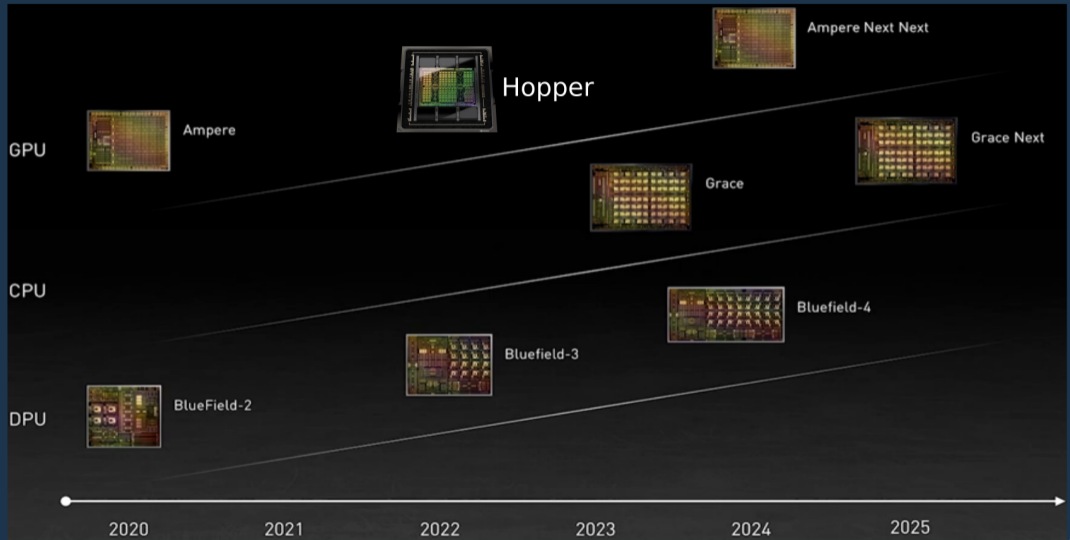 Ampere Next Next
Hopper
Ampere
GPU
Grace Next
Grace
CPU
Bluefield-4
Bluefield-3
BlueField-2
DPU
2020 2021 2022 2023 2024 2025